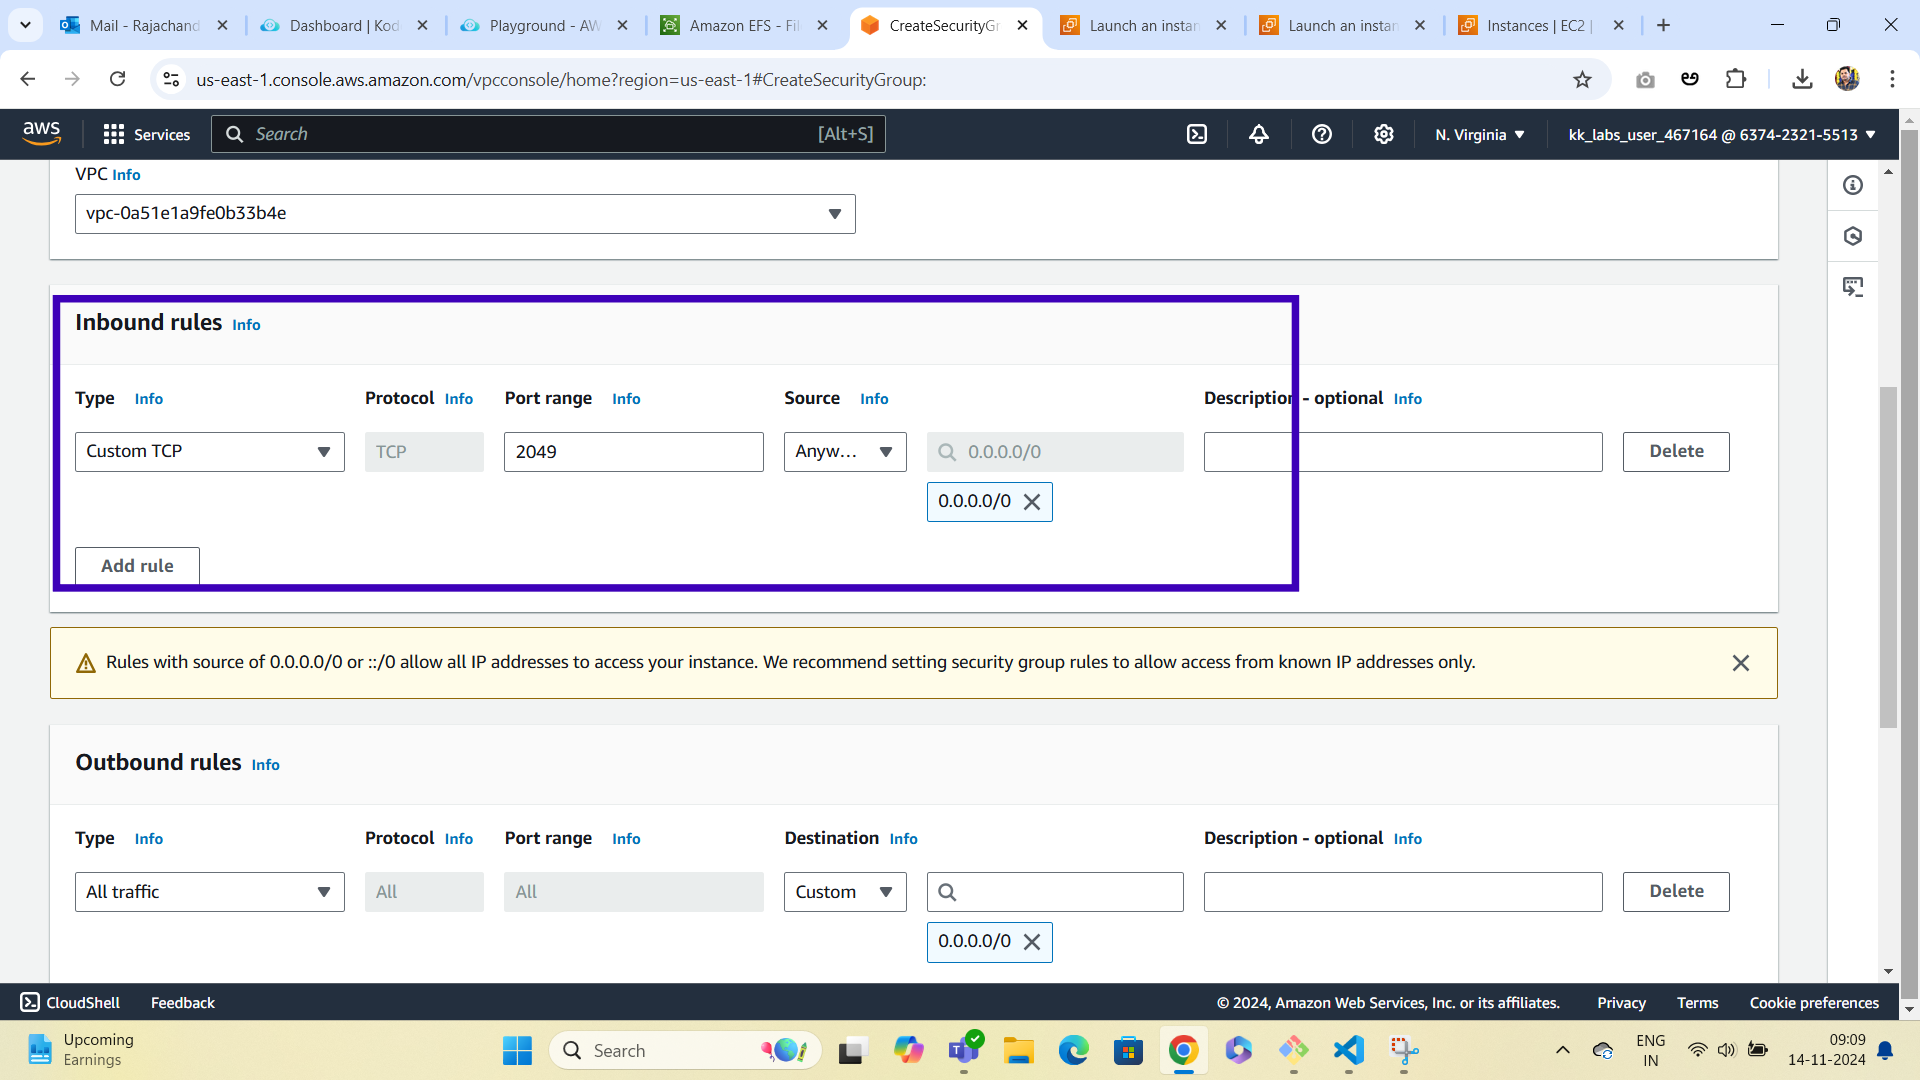 Mail - Rajachand
Dashboard | Kod
Playground - AW
Amazon EFS - Fil
CreateSecurityGr
Launch an instan
Launch an instan
Instances | EC2 |
us-east-1.console.aws.amazon.com/vpcconsole/home?region=us-east-1#CreateSecurityGroup:
aws
Services
Search
[Alt+S]
N. Virginia
kk_labs_user_467164 @ 6374-2321-5513
VPC Info
vpc-0a51e1a9fe0b33b4e
Inbound rules Info
Type Info Protocol Info Port range Info Source Info Description - optional Info
Custom TCP TCP 2049 Anyw... 0.0.0.0/0 Delete
0.0.0.0/0
Add rule
Rules with source of 0.0.0.0/0 or ::/0 allow all IP addresses to access your instance. We recommend setting security group rules to allow access from known IP addresses only.
Outbound rules Info
Type Info Protocol Info Port range Info Destination Info Description - optional Info
All traffic All All Custom Delete
0.0.0.0/0
CloudShell Feedback © 2024, Amazon Web Services, Inc. or its affiliates. Privacy Terms Cookie preferences
Upcoming
Earnings
Search
ENG
IN
09:09
14-11-2024